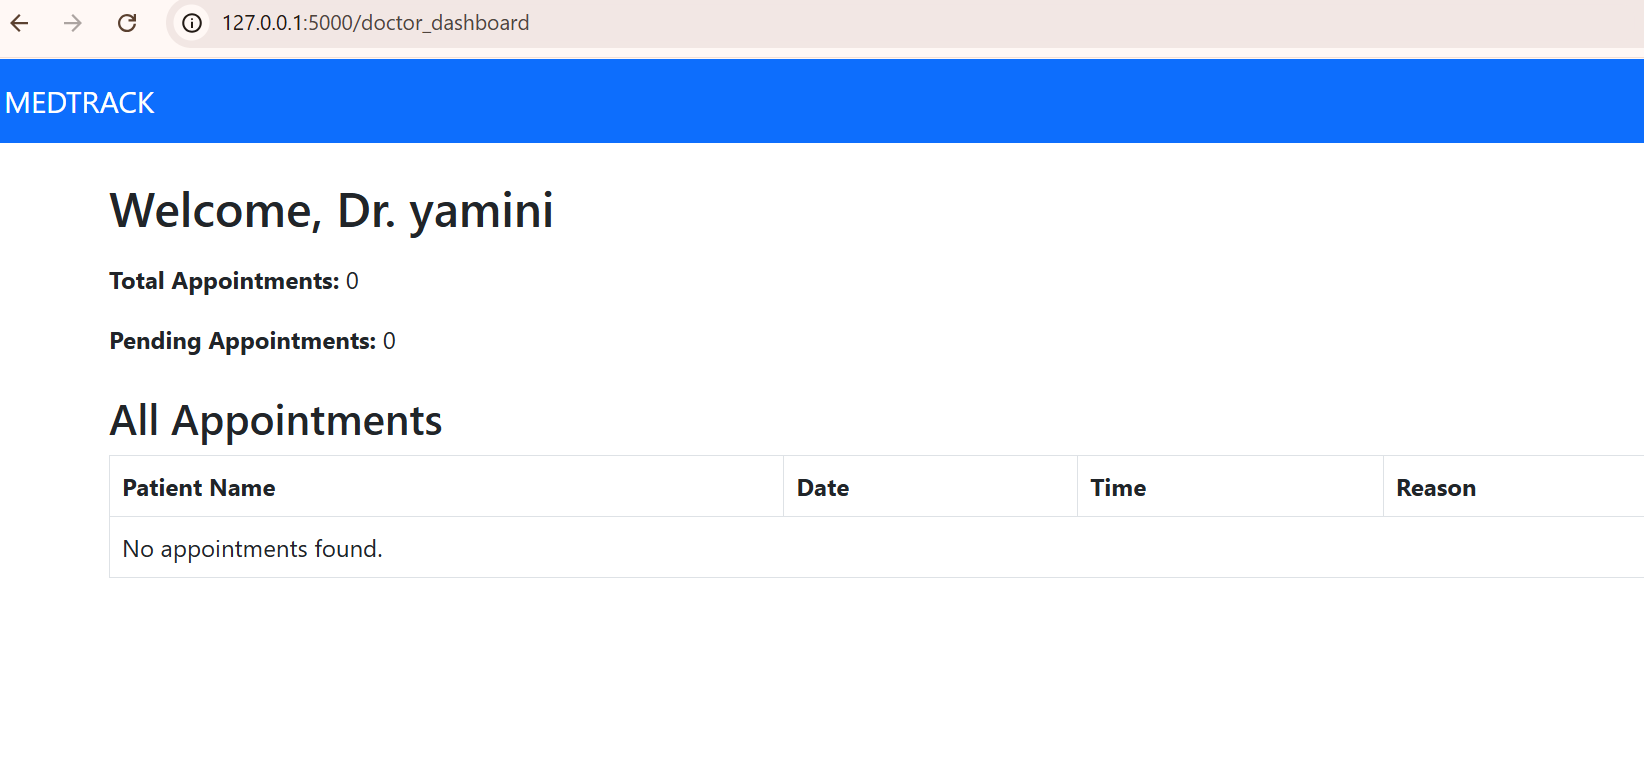 127.0.0.1:5000/doctor_dashboard
MEDTRACK
Welcome, Dr. yamini
Total Appointments: 0
Pending Appointments: 0
All Appointments
Patient Name Date Time Reason
No appointments found.